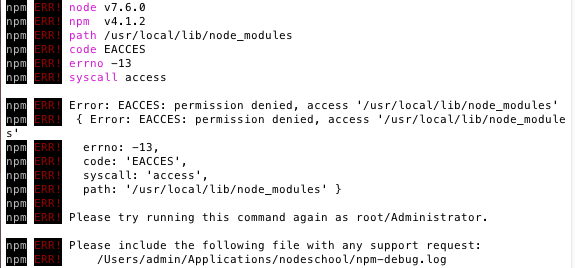 npm ERR! node v7.6.0
npm ERR! npm  v4.1.2
npm ERR! path /usr/local/lib/node_modules
npm ERR! code EACCES
npm ERR! errno -13
npm ERR! syscall access

npm ERR! Error: EACCES: permission denied, access '/usr/local/lib/node_modules'
npm ERR!  { Error: EACCES: permission denied, access '/usr/local/lib/node_module
s'
npm ERR!   errno: -13,
npm ERR!   code: 'EACCES',
npm ERR!   syscall: 'access',
npm ERR!   path: '/usr/local/lib/node_modules' }
npm ERR!
npm ERR! Please try running this command again as root/Administrator.

npm ERR! Please include the following file with any support request:
npm ERR!     /Users/admin/Applications/nodeschool/npm-debug.log